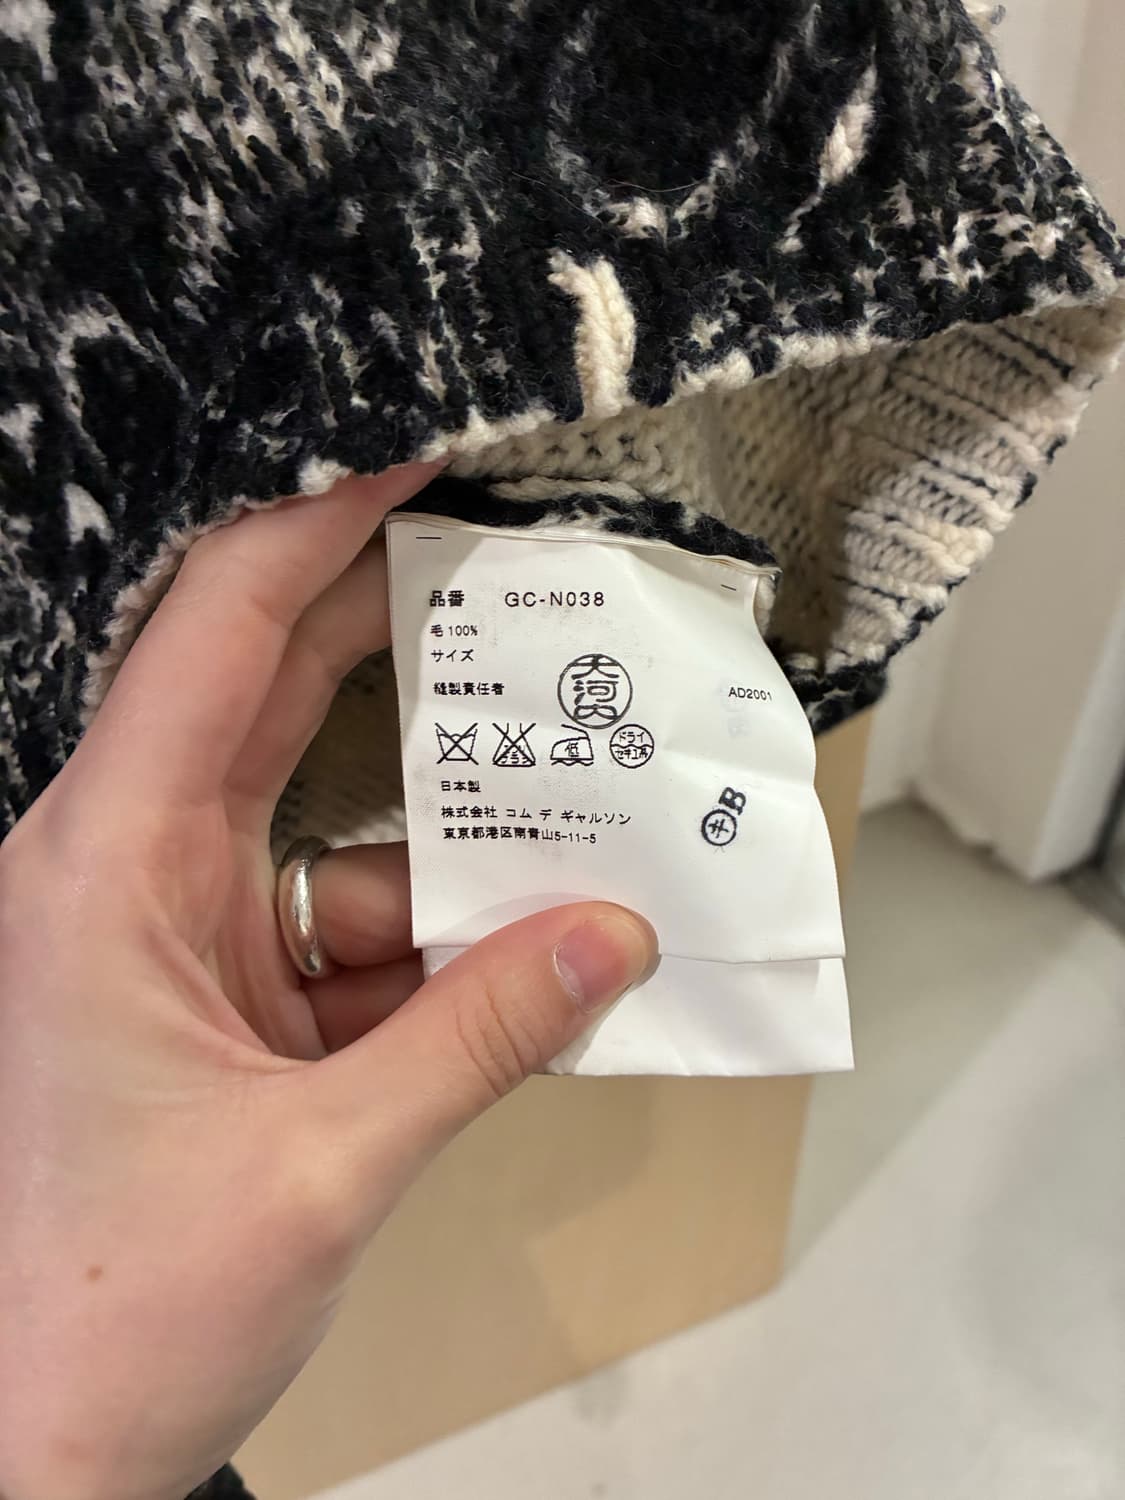 品番 GC-N038
毛 100%
サイズ
縫製責任者 大河内
AD2001
低 ドライ
日本製
株式会社 コム デ ギャルソン
東京都港区南青山5-11-5
B
キ